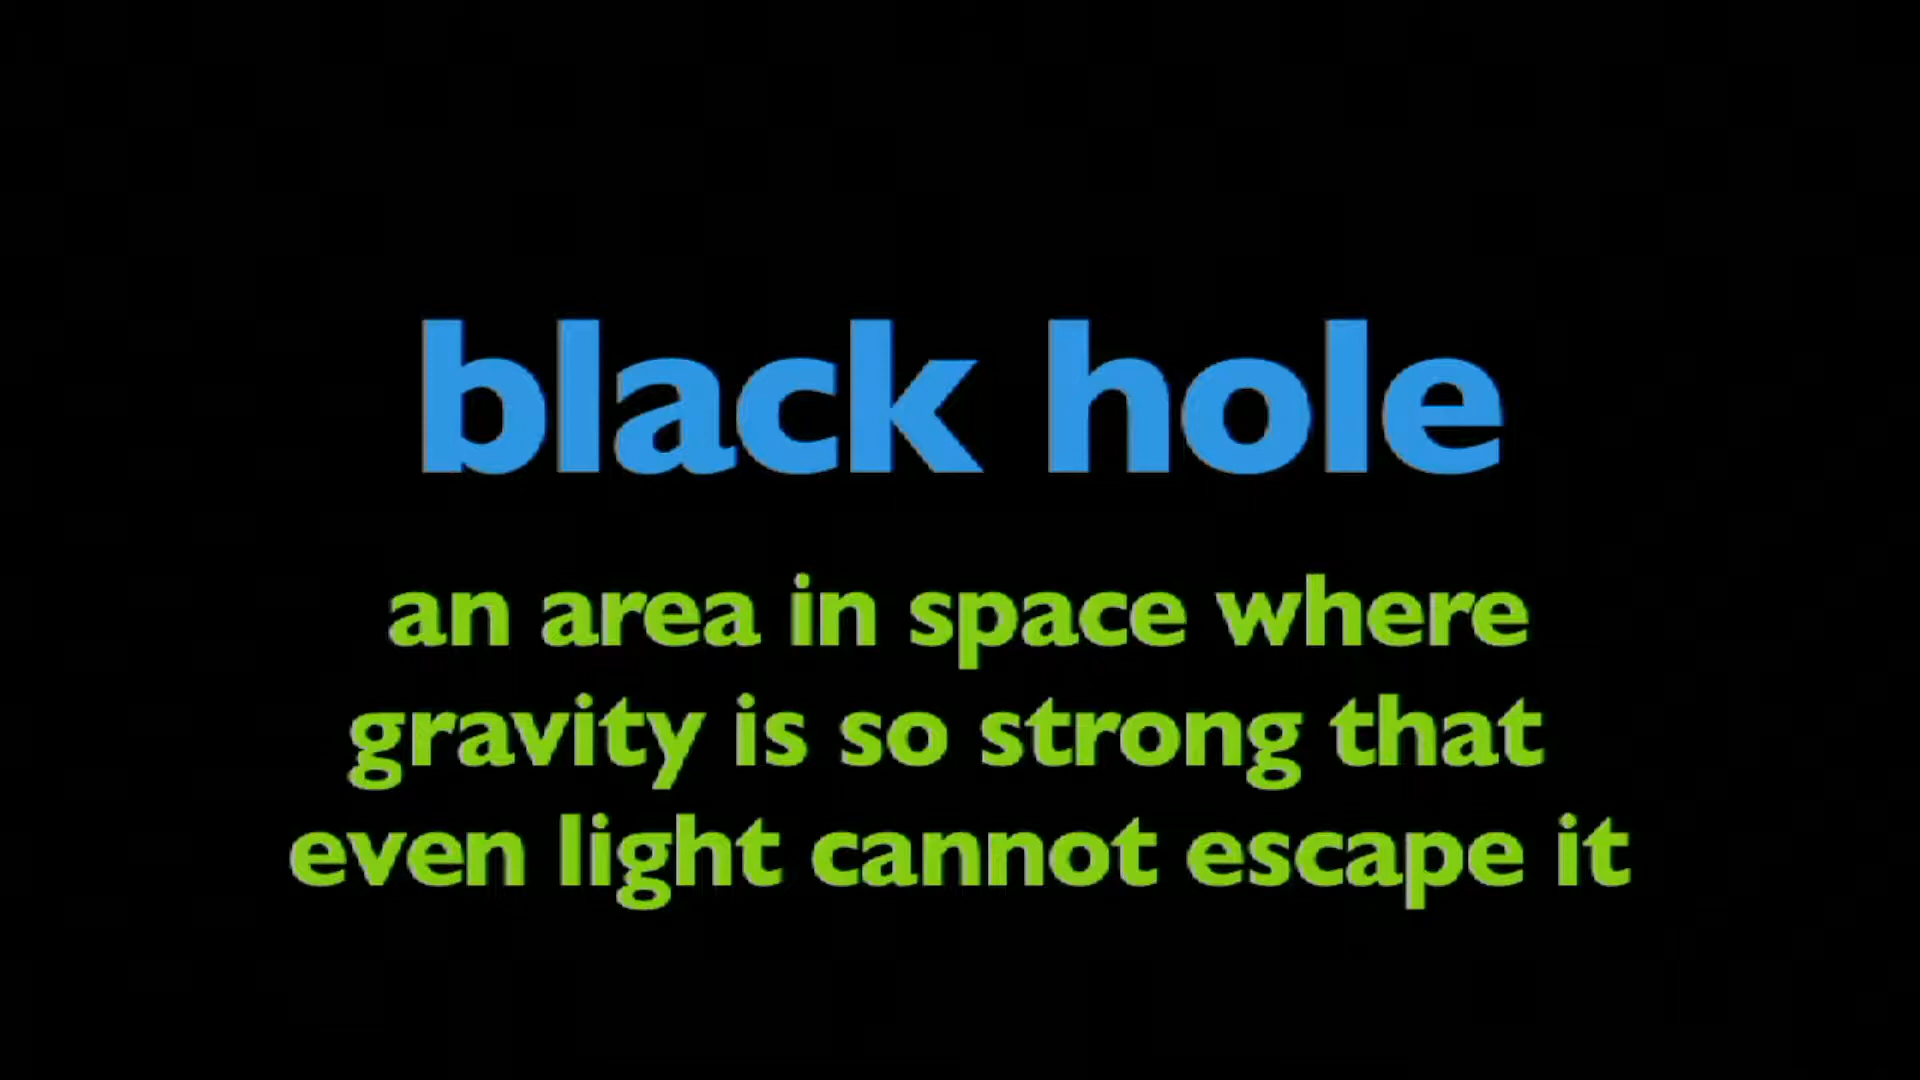 black hole
an area in space where
gravity is so strong that
even light cannot escape it